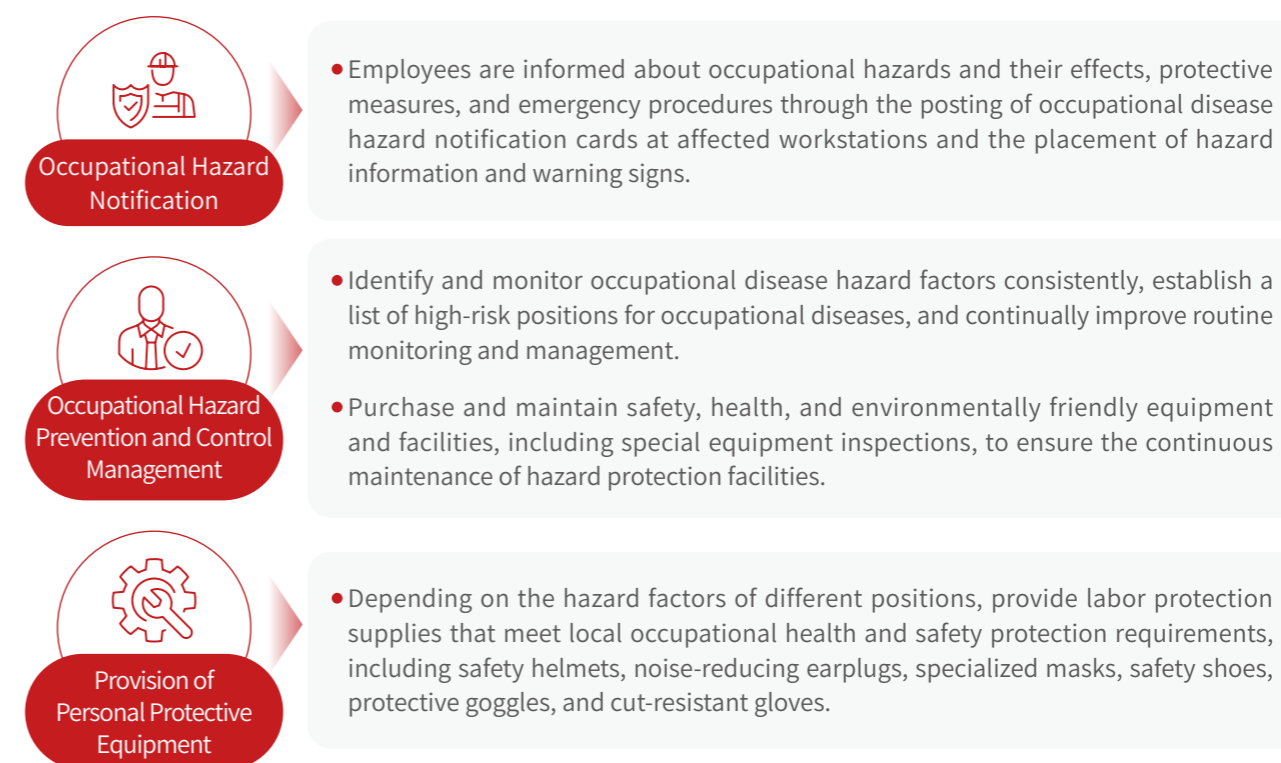 Occupational Hazard
Notification
• Employees are informed about occupational hazards and their effects, protective
measures, and emergency procedures through the posting of occupational disease
hazard notification cards at affected workstations and the placement of hazard
information and warning signs.
Occupational Hazard
Prevention and Control
Management
• Identify and monitor occupational disease hazard factors consistently, establish a
list of high-risk positions for occupational diseases, and continually improve routine
monitoring and management.
• Purchase and maintain safety, health, and environmentally friendly equipment
and facilities, including special equipment inspections, to ensure the continuous
maintenance of hazard protection facilities.
Provision of
Personal Protective
Equipment
• Depending on the hazard factors of different positions, provide labor protection
supplies that meet local occupational health and safety protection requirements,
including safety helmets, noise-reducing earplugs, specialized masks, safety shoes,
protective goggles, and cut-resistant gloves.